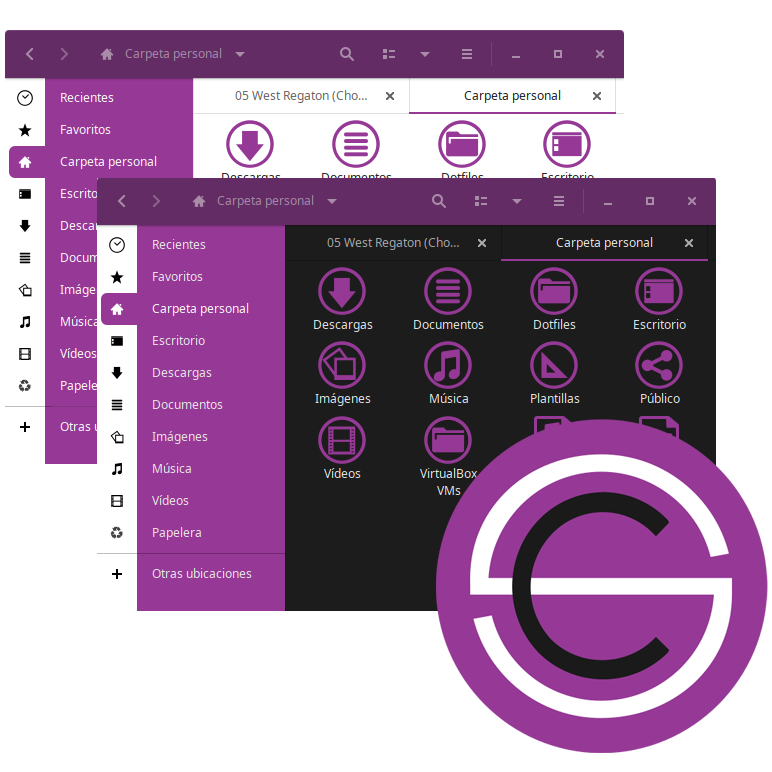 Carpeta personal
Recientes
Favoritos
Carpeta personal
Escrito
Desca
Docum
Imáge
Música
Vídeos
Papele
Otras u
05 West Regaton (Cho...
Carpeta personal
Descargas
Documentos
Dotfiles
Escritorio
Carpeta personal
Recientes
Favoritos
Carpeta personal
Escritorio
Descargas
Documentos
Imágenes
Música
Vídeos
Papelera
Otras ubicaciones
05 West Regaton (Cho...
Carpeta personal
Descargas
Documentos
Dotfiles
Escritorio
Imágenes
Música
Plantillas
Público
Vídeos
VirtualBox
VMs